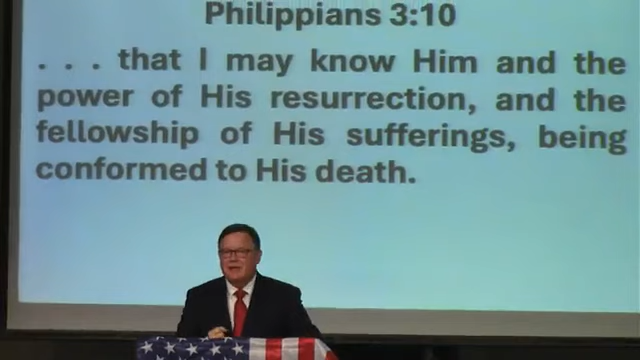 Philippians 3:10
. . . that I may know Him and the
power of His resurrection, and the
fellowship of His sufferings, being
conformed to His death.